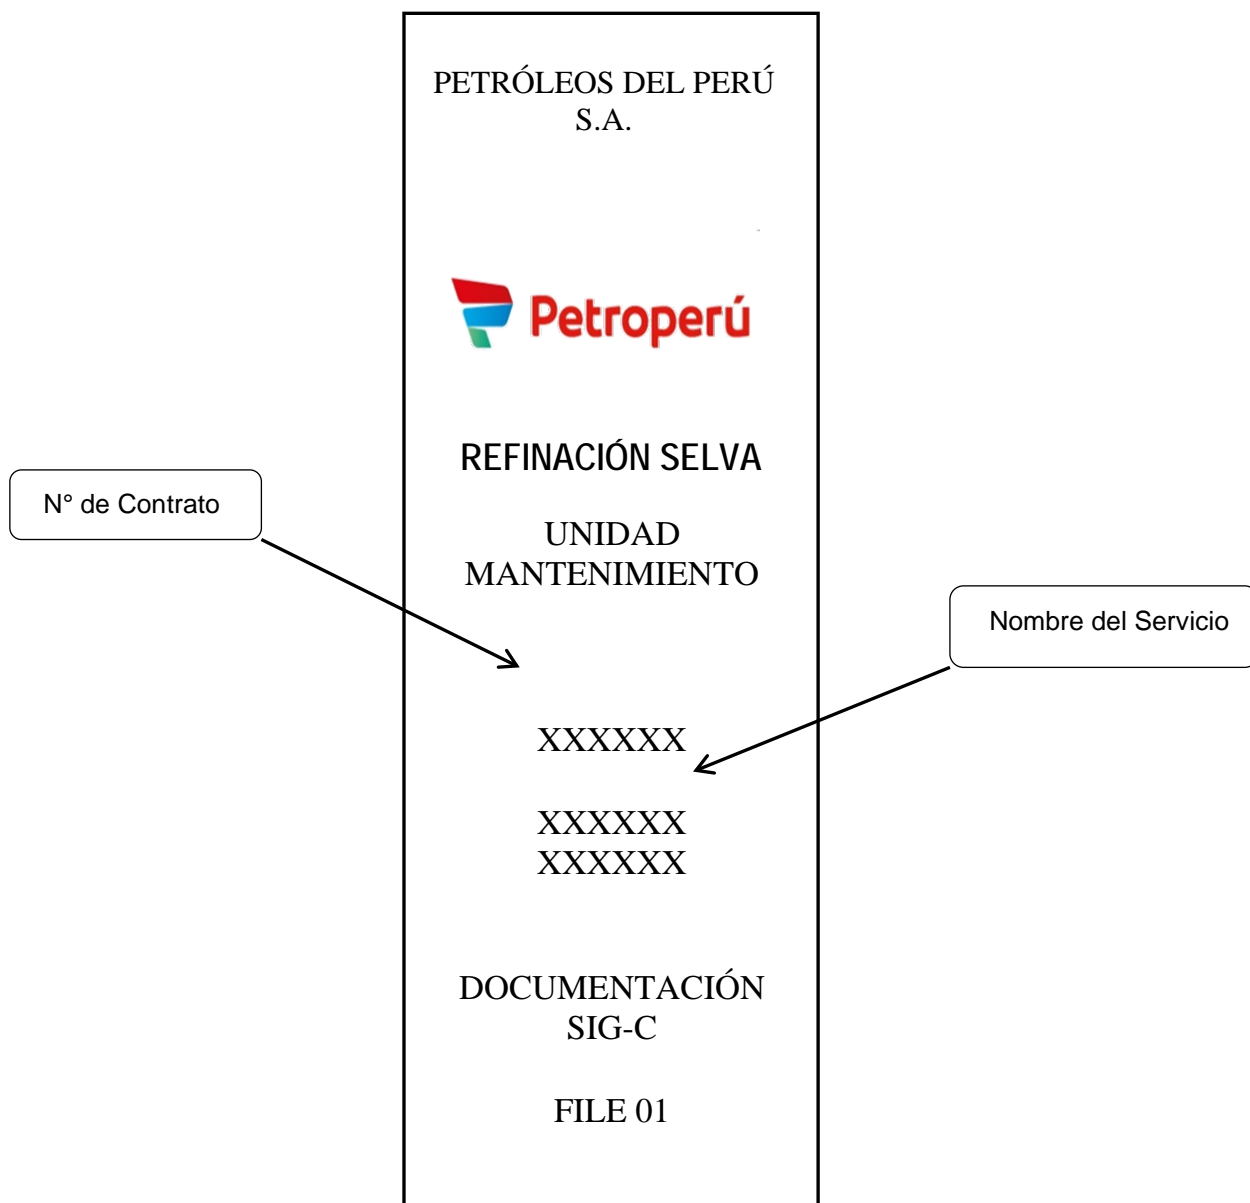 PETRÓLEOS DEL PERÚ
S.A.
Petroperú
REFINACIÓN SELVA
N° de Contrato
UNIDAD
MANTENIMIENTO
Nombre del Servicio
XXXXXX
XXXXXX
XXXXXX
DOCUMENTACIÓN
SIG-C
FILE 01